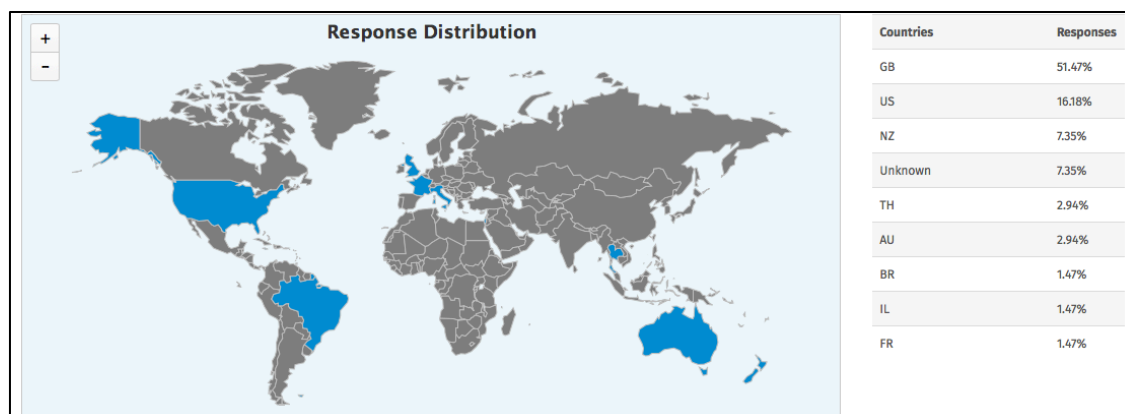 +
-
Response Distribution
Countries Responses
GB 51.47%
US 16.18%
NZ 7.35%
Unknown 7.35%
TH 2.94%
AU 2.94%
BR 1.47%
IL 1.47%
FR 1.47%